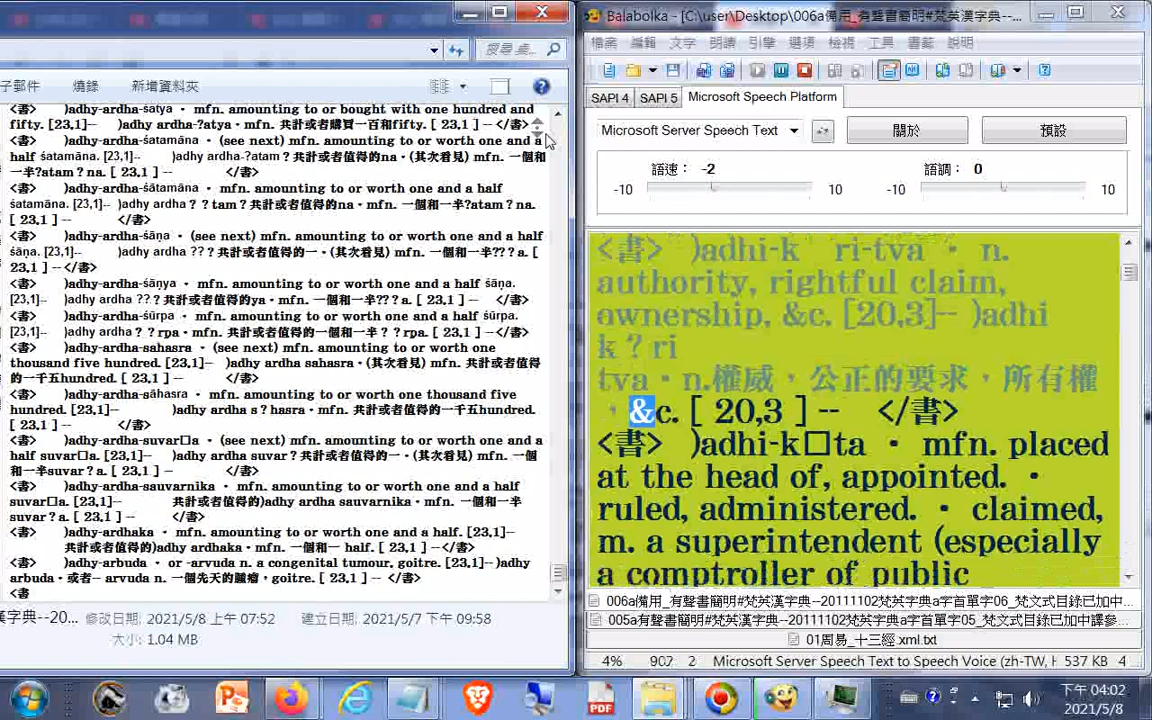 子郵件 燒錄 新增資料夾
<書> )adhy-ardha-śatya‧mfn. amounting to or bought with one hundred and
fifty. [23,1]-- )adhy ardha-?atya‧mfn. 共計或者購買一百和fifty. [ 23,1 ] -- </書>
<書> )adhy-ardha-śatamāna‧(see next) mfn. amounting to or worth one and a
half śatamāna. [23,1]-- )adhy ardha-?atam？共計或者值得的na‧(其次看見) mfn. 一個和
一半?atam？na. [ 23,1 ] -- </書>
<書> )adhy-ardha-śātamāna‧mfn. amounting to or worth one and a half
śatamāna. [23,1]-- )adhy ardha？？tam？共計或者值得的na‧mfn. 一個和一半?atam？na.
[ 23,1 ] -- </書>
<書> )adhy-ardha-śāṇa‧(see next) mfn. amounting to or worth one and a half
śāṇa. [23,1]-- )adhy ardha ??？共計或者值得的一‧(其次看見) mfn. 一個和一半???a. [
23,1 ] -- </書>
<書> )adhy-ardha-śāṇya‧mfn. amounting to or worth one and a half śāṇa.
[23,1]-- )adhy ardha ??？共計或者值得的ya‧mfn. 一個和一半???a. [ 23,1 ] -- </書>
<書> )adhy-ardha-śūrpa‧mfn. amounting to or worth one and a half śūrpa.
[23,1]-- )adhy ardha？？rpa‧mfn. 共計或者值得的一個和一半？？rpa. [ 23,1 ] -- </書>
<書> )adhy-ardha-sahasra‧(see next) mfn. amounting to or worth one
thousand five hundred. [23,1]-- )adhy ardha sahasra‧(其次看見) mfn. 共計或者值得
的一千五hundred. [ 23,1 ] -- </書>
<書> )adhy-ardha-sāhasra‧mfn. amounting to or worth one thousand five
hundred. [23,1]-- )adhy ardha s？hasra‧mfn. 共計或者值得的一千五hundred.
[ 23,1 ] -- </書>
<書> )adhy-ardha-suvar□a‧(see next) mfn. amounting to or worth one and a
half suvar□a. [23,1]-- )adhy ardha suvar？共計或者值得的一‧(其次看見) mfn. 一個
和一半suvar？a. [ 23,1 ] -- </書>
<書> )adhy-ardha-sauvarnika‧mfn. amounting to or worth one and a half
suvar□a. [23,1]-- 共計或者值得的)adhy ardha sauvarnika‧mfn. 一個和一半
suvar？a. [ 23,1 ] -- </書>
<書> )adhy-ardhaka‧mfn. amounting to or worth one and a half. [23,1]--
共計或者值得的)adhy ardhaka‧mfn. 一個和一 half. [ 23,1 ] -- </書>
<書> )adhy-arbuda‧or -arvuda n. a congenital tumour, goitre. [23,1]-- )adhy
arbuda‧或者-- arvuda n. 一個先天的腫瘤，goitre. [ 23,1 ] -- </書>
<書
漢字典--20... 修改日期: 2021/5/8 上午 07:52 建立日期: 2021/5/7 下午 09:58
大小: 1.04 MB
Balabolka - [C:\user\Desktop\006a備用_有聲書簡明#梵英漢字典--...
檔案 編輯 文字 朗讀 引擎 選項 檢視 工具 書籤 說明
SAPI 4 SAPI 5 Microsoft Speech Platform
Microsoft Server Speech Text 關於 預設
語速： -2 語調： 0
-10 10 -10 10
<書> )adhi-k ri-tva‧n.
authority, rightful claim,
ownership, &c. [20,3]-- )adhi
k？ri
tva‧n.權威，公正的要求，所有權
，&c. [ 20,3 ] -- </書>
<書> )adhi-k□ta‧mfn. placed
at the head of, appointed.‧
ruled, administered.‧claimed,
m. a superintendent (especially
a comptroller of public
006a備用_有聲書簡明#梵英漢字典--20111102梵英字典a字首單字06_梵文式目錄已加中...
005a有聲書簡明#梵英漢字典--20111102梵英字典a字首單字05_梵文式目錄已加中譯參...
01周易_十三經.xml.txt
4% 902 2 Microsoft Server Speech Text to Speech Voice (zh-TW, H 537 KB 4
下午 04:02
2021/5/8